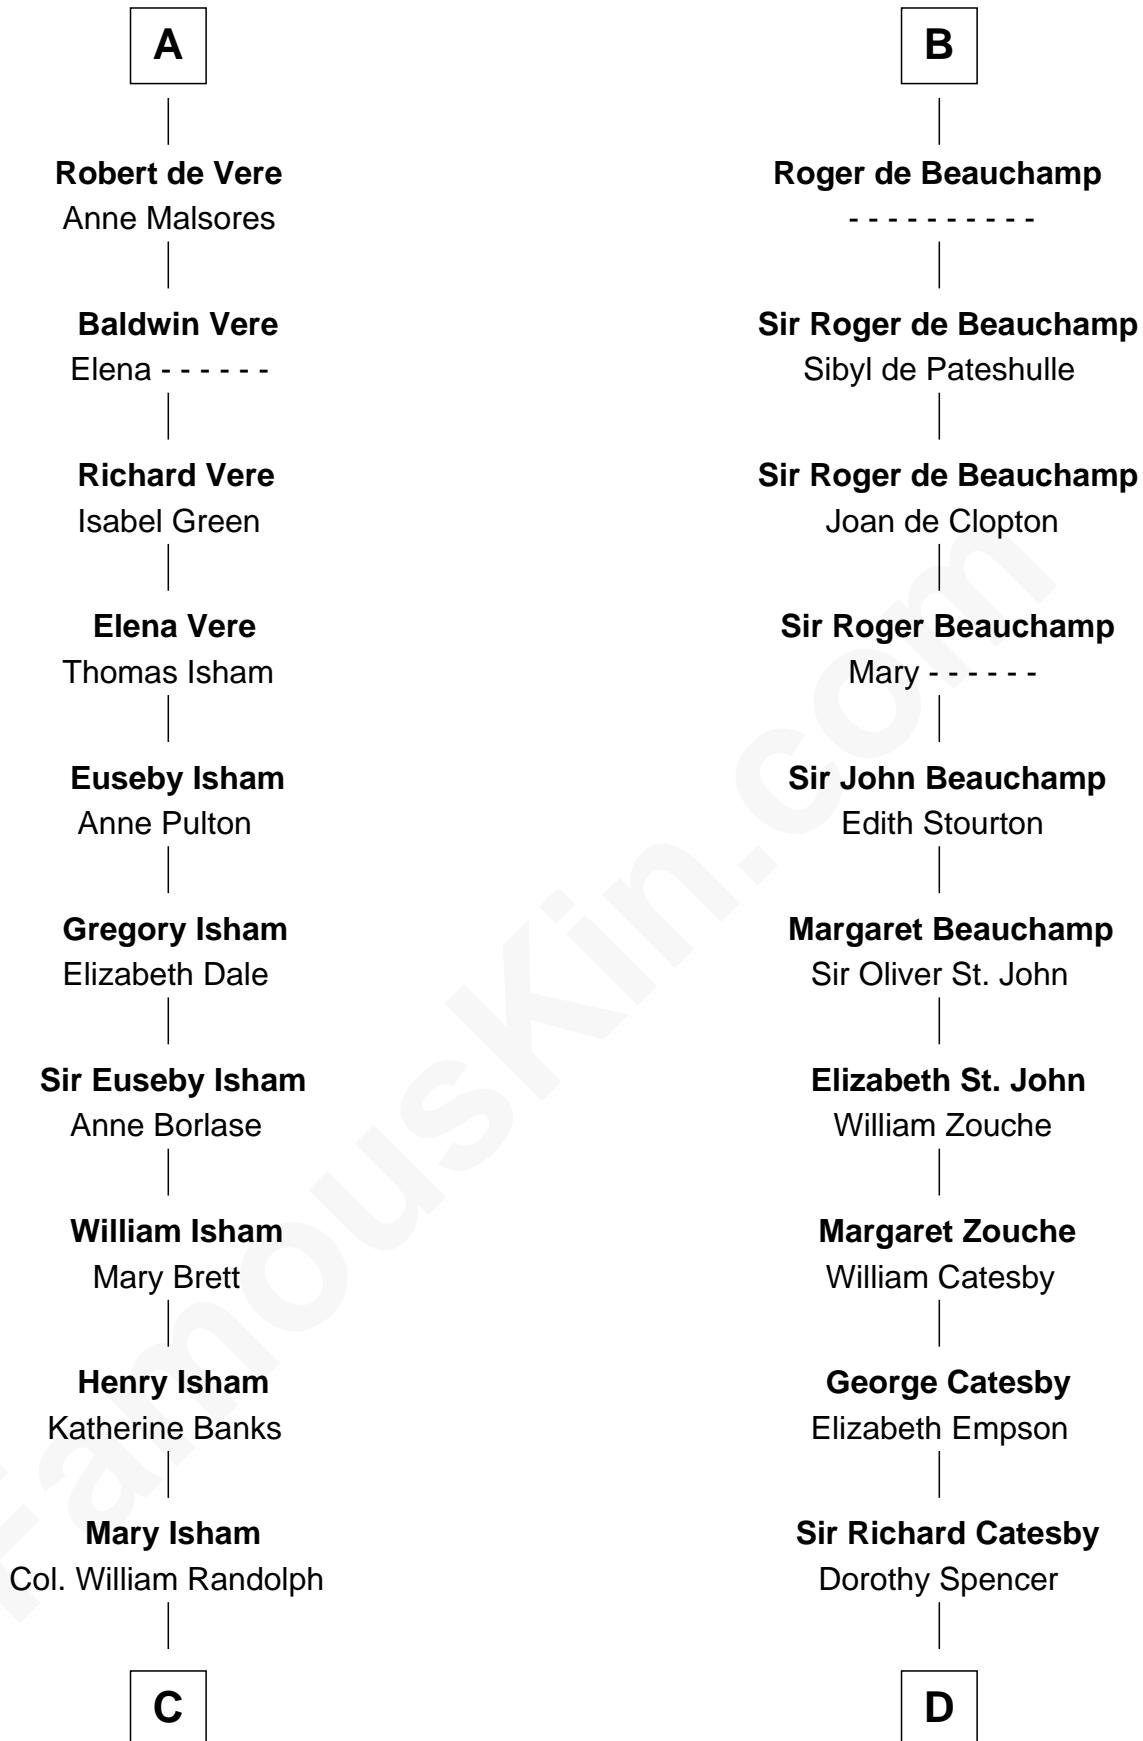 A
Robert de Vere
Anne Malsores
Baldwin Vere
Elena - - - - - -
Richard Vere
Isabel Green
Elena Vere
Thomas Isham
Euseby Isham
Anne Pulton
Gregory Isham
Elizabeth Dale
Sir Euseby Isham
Anne Borlase
William Isham
Mary Brett
Henry Isham
Katherine Banks
Mary Isham
Col. William Randolph
C
B
Roger de Beauchamp
- - - - - - - - - -
Sir Roger de Beauchamp
Sibyl de Pateshulle
Sir Roger de Beauchamp
Joan de Clopton
Sir Roger Beauchamp
Mary - - - - - -
Sir John Beauchamp
Edith Stourton
Margaret Beauchamp
Sir Oliver St. John
Elizabeth St. John
William Zouche
Margaret Zouche
William Catesby
George Catesby
Elizabeth Empson
Sir Richard Catesby
Dorothy Spencer
D
FamousKin.com